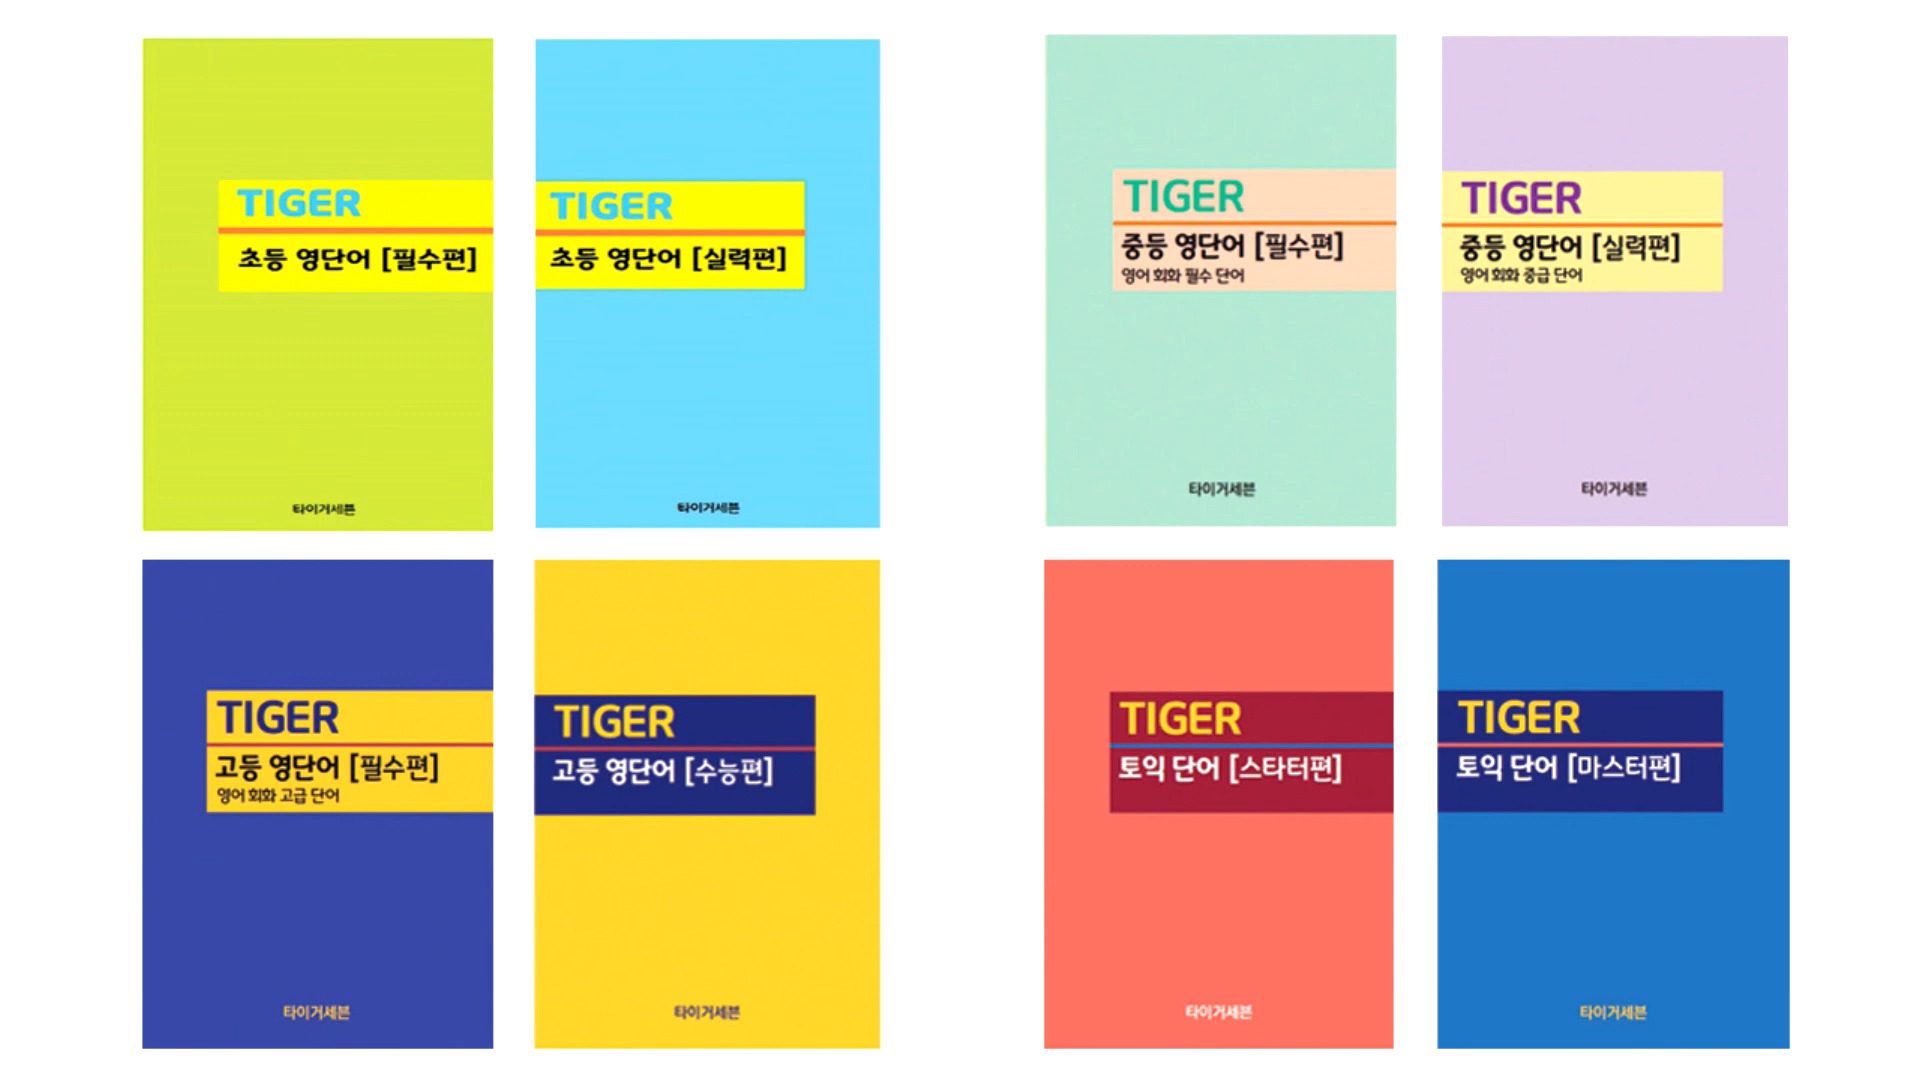 TIGER
초등 영단어 [필수편]
타이거세븐
TIGER
초등 영단어 [실력편]
타이거세븐
TIGER
중등 영단어 [필수편]
영어 회화 필수 단어
타이거세븐
TIGER
중등 영단어 [실력편]
영어 회화 중급 단어
타이거세븐
TIGER
고등 영단어 [필수편]
영어 회화 고급 단어
타이거세븐
TIGER
고등 영단어 [수능편]
타이거세븐
TIGER
토익 단어 [스타터편]
타이거세븐
TIGER
토익 단어 [마스터편]
타이거세븐